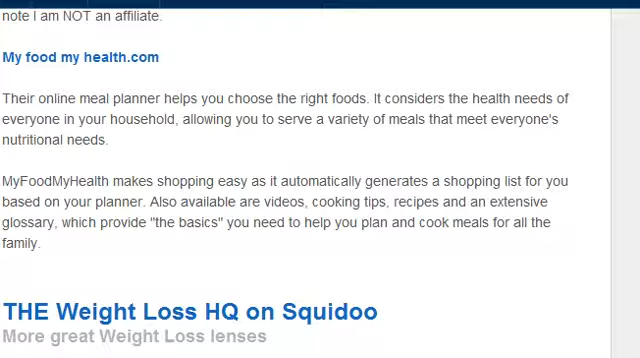 note I am NOT an affiliate.
My food my health.com
Their online meal planner helps you choose the right foods. It considers the health needs of
everyone in your household, allowing you to serve a variety of meals that meet everyone's
nutritional needs.
MyFoodMyHealth makes shopping easy as it automatically generates a shopping list for you
based on your planner. Also available are videos, cooking tips, recipes and an extensive
glossary, which provide "the basics" you need to help you plan and cook meals for all the
family.
THE Weight Loss HQ on Squidoo
More great Weight Loss lenses